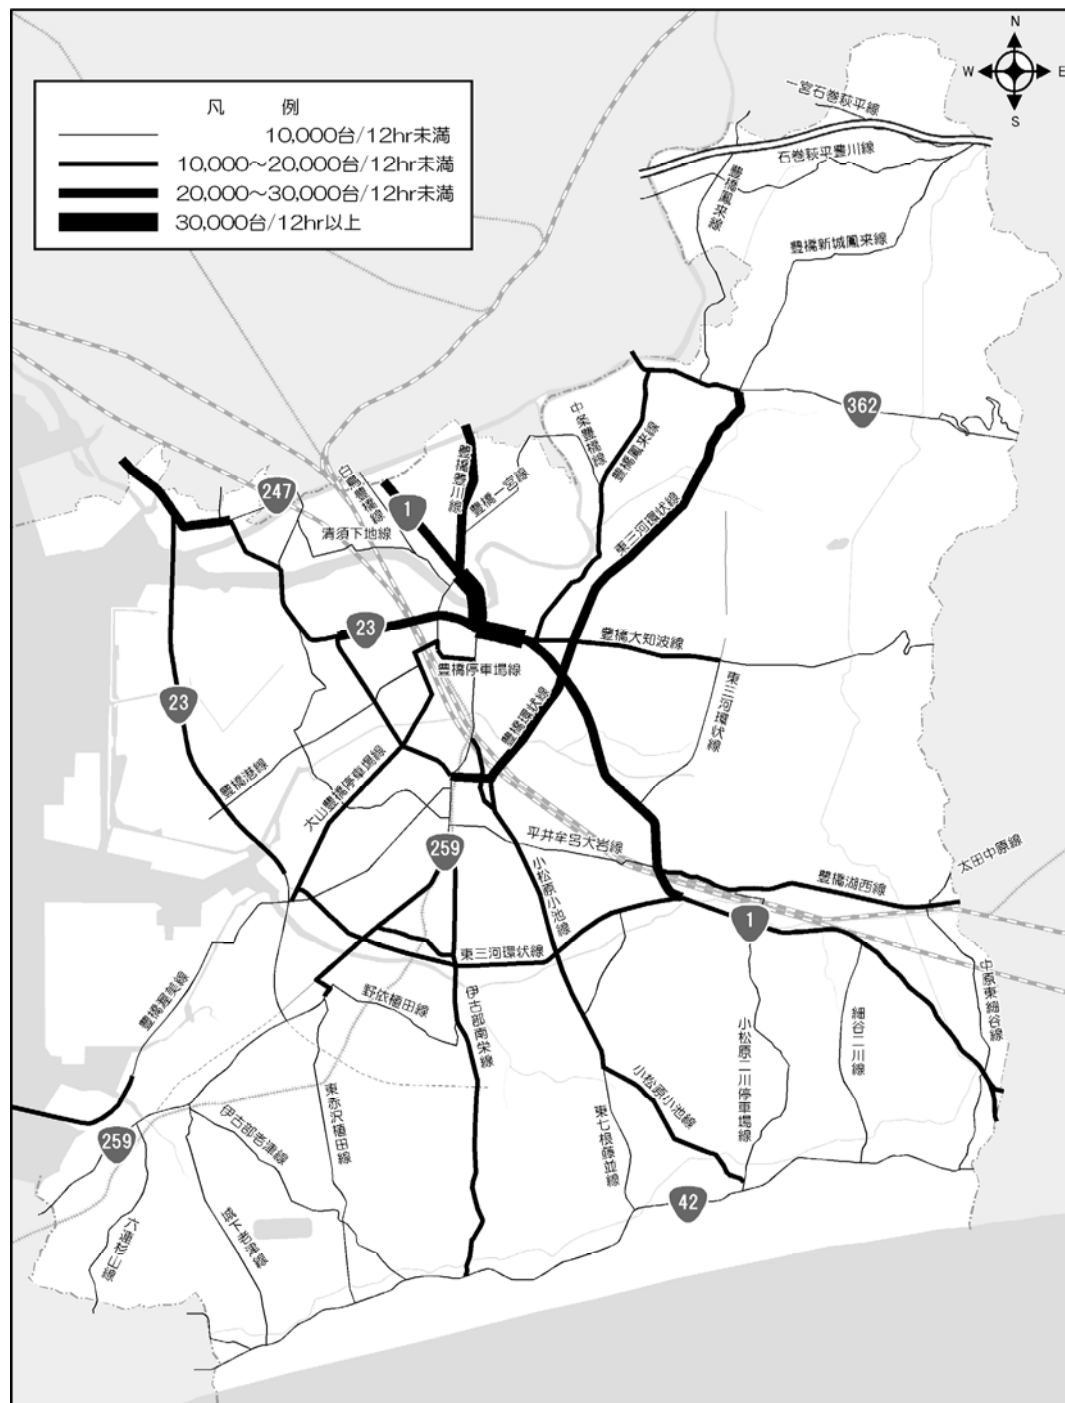 N
W
E
S
凡 例
10,000台/12hr未満
10,000～20,000台/12hr未満
20,000～30,000台/12hr未満
30,000台/12hr以上
一宮石巻萩平線
石巻萩平豊川線
豊橋鳳来線
豊橋新城鳳来線
362
中条豊橋線
豊橋鳳来線
豊橋豊川線
豊橋一宮線
白鳥豊橋線
247
1
清須下地線
東三河環状線
23
豊橋大知波線
豊橋停車場線
23
東三河環状線
豊橋環状線
豊橋港線
大山豊橋停車場線
平井牟呂大岩線
259
小松原小池線
太田中原線
豊橋湖西線
1
東三河環状線
豊橋渥美線
野依植田線
伊古部南栄線
中原東細谷線
細谷二川線
小松原二川停車場線
小松原小池線
東赤沢植田線
東七根藤並線
伊古部老津線
259
42
城下老津線
六連杉山線